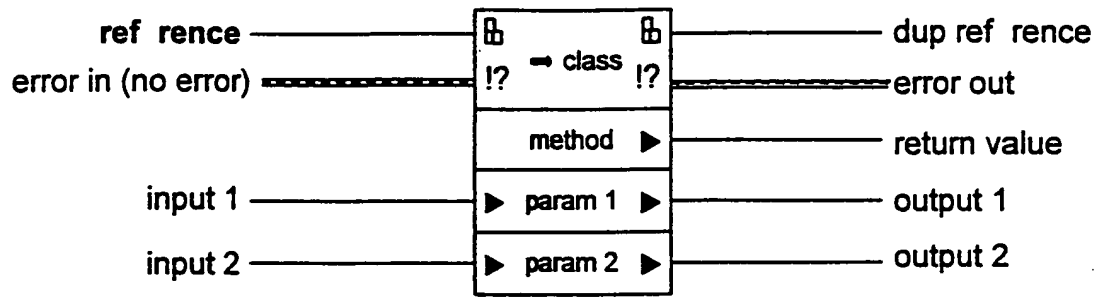 ref rence
dup ref rence
error in (no error)
!? ➡ class !?
error out
method ▶
return value
input 1
▶ param 1 ▶
output 1
input 2
▶ param 2 ▶
output 2